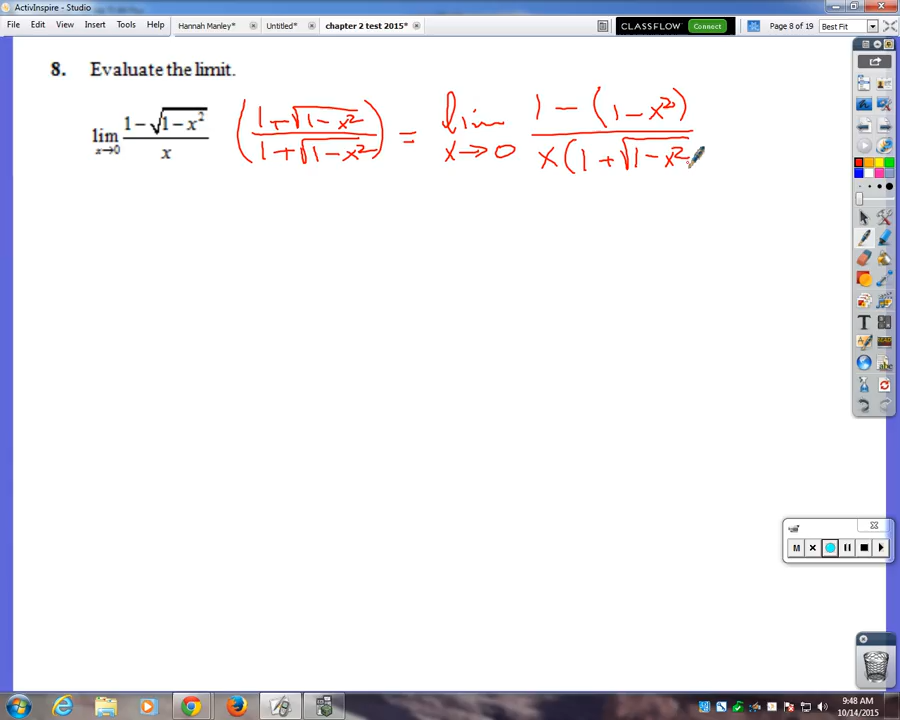 ActivInspire - Studio
File Edit View Insert Tools Help Hannah Manley* Untitled* chapter 2 test 2015* CLASSFLOW Connect Page 8 of 19 Best Fit
8. Evaluate the limit.
lim x→0 (1 − √(1 − x²))/x ((1 + √(1 − x²))/(1 + √(1 − x²))) = lim x→0 (1 − (1 − x²))/(x(1 + √(1 − x²
T
abc
M
9:48 AM
10/14/2015